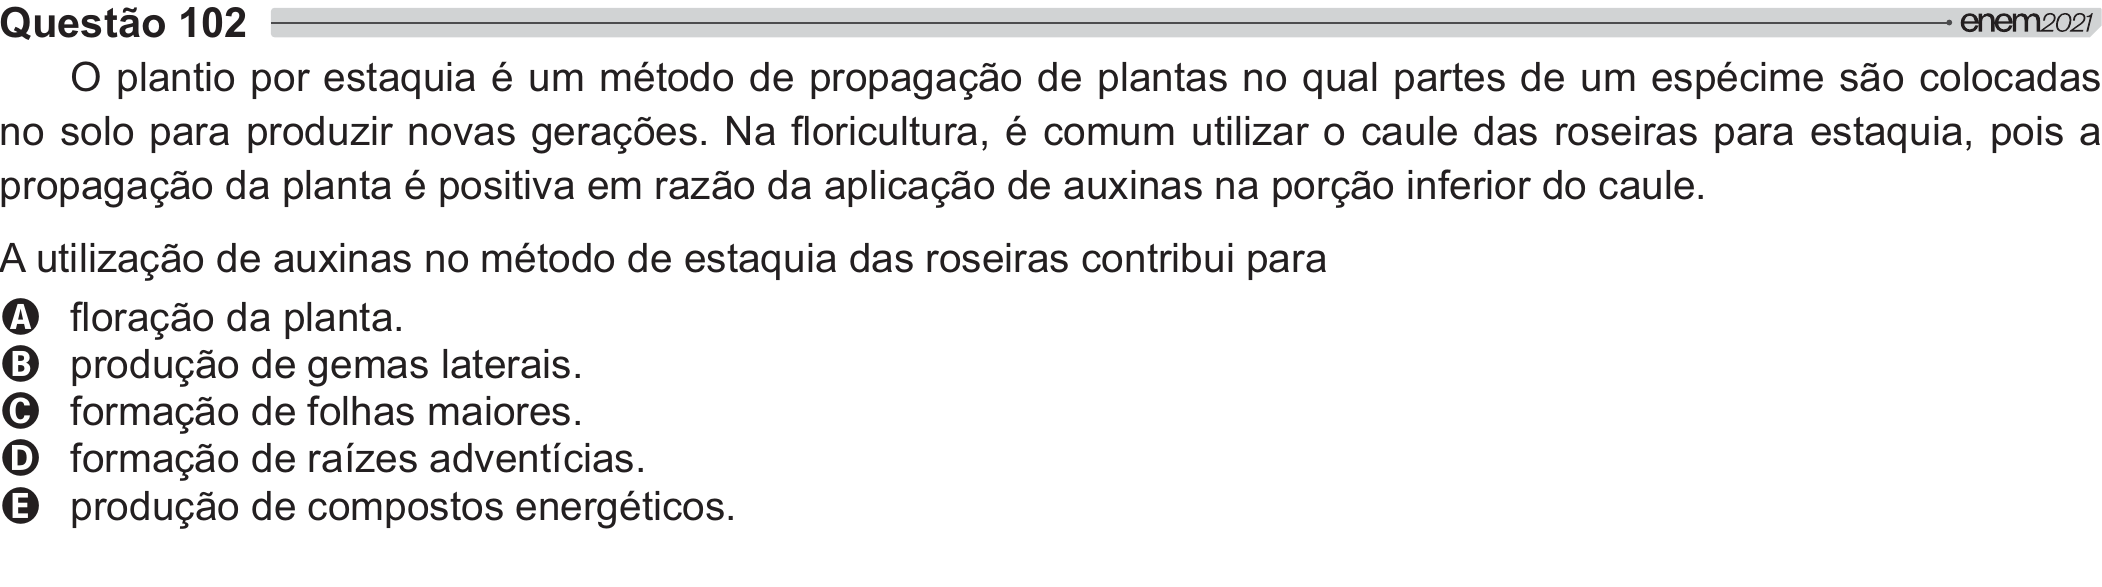 Questão 102 enem2021
O plantio por estaquia é um método de propagação de plantas no qual partes de um espécime são colocadas
no solo para produzir novas gerações. Na floricultura, é comum utilizar o caule das roseiras para estaquia, pois a
propagação da planta é positiva em razão da aplicação de auxinas na porção inferior do caule.
A utilização de auxinas no método de estaquia das roseiras contribui para
A floração da planta.
B produção de gemas laterais.
C formação de folhas maiores.
D formação de raízes adventícias.
E produção de compostos energéticos.